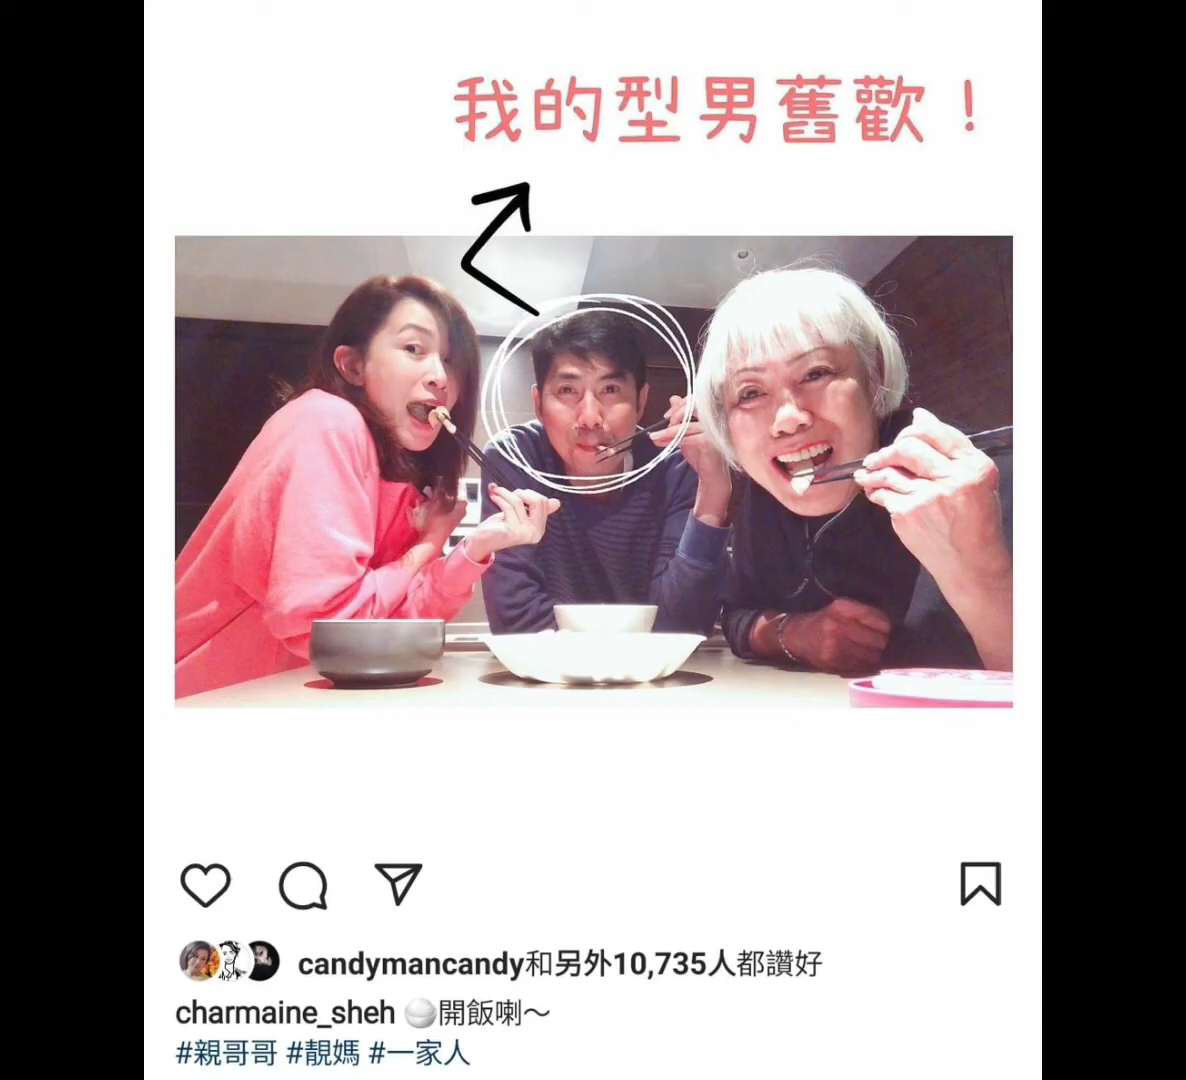 我的型男舊歡！
candymancandy和另外10,735人都讚好
charmaine_sheh 🍚開飯喇～
#親哥哥 #靚媽 #一家人